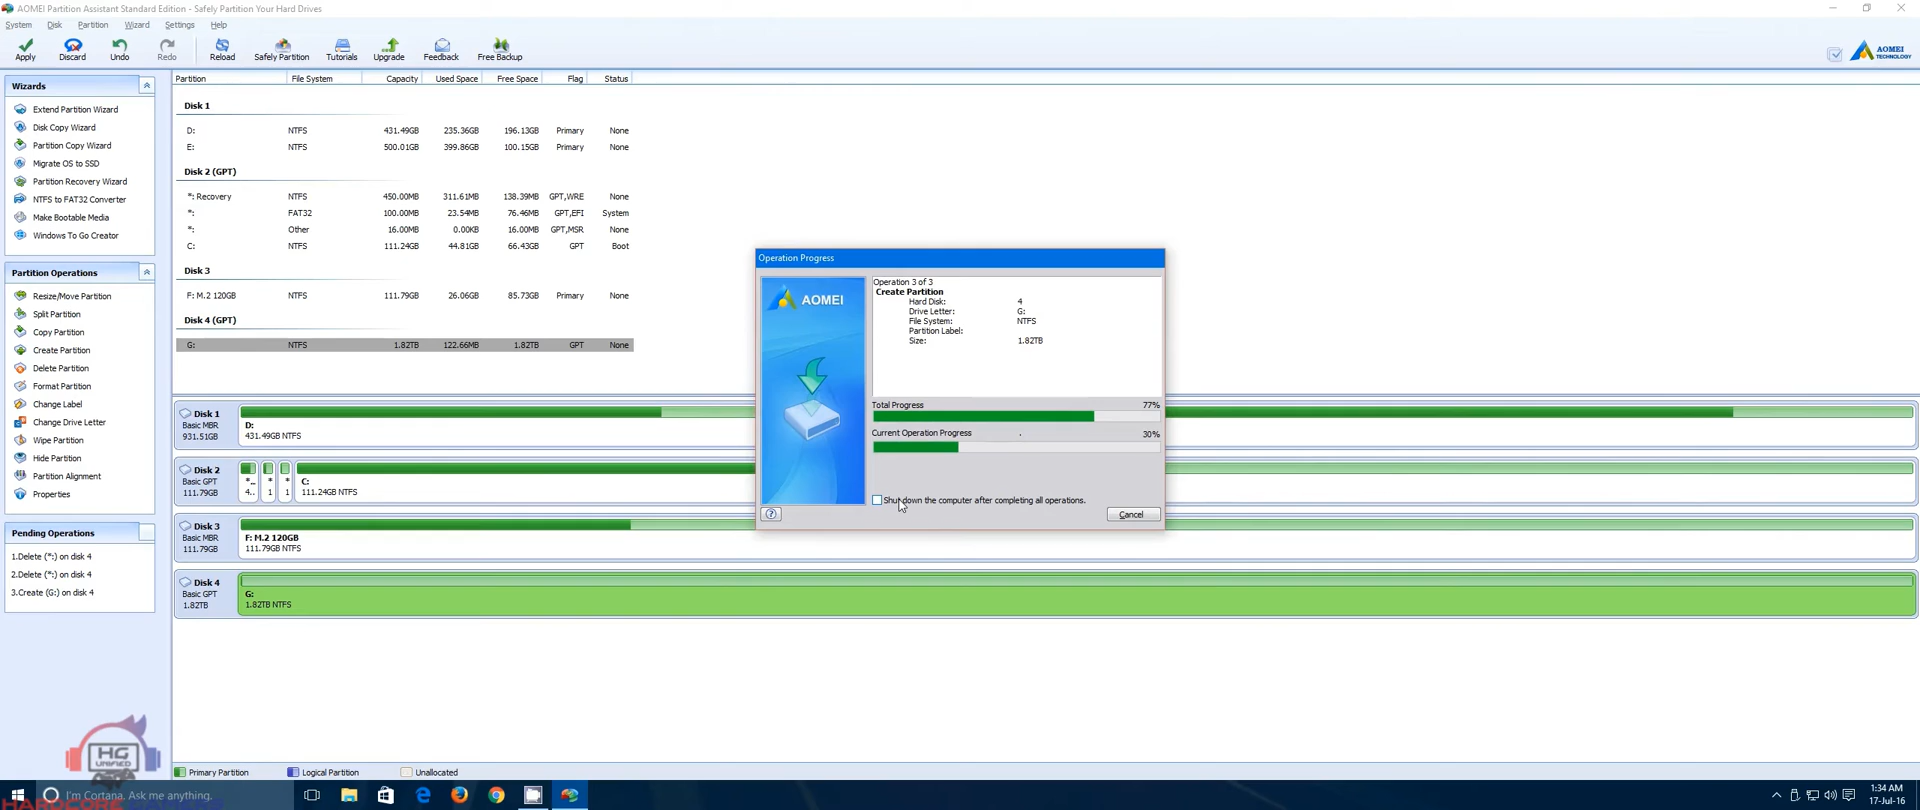 AOMEI Partition Assistant Standard Edition - Safely Partition Your Hard Drives
System Disk Partition Wizard Settings Help
Apply Discard Undo Redo Reload Safely Partition Tutorials Upgrade Feedback Free Backup
AOMEI
TECHNOLOGY
Wizards
Extend Partition Wizard
Disk Copy Wizard
Partition Copy Wizard
Migrate OS to SSD
Partition Recovery Wizard
NTFS to FAT32 Converter
Make Bootable Media
Windows To Go Creator
Partition Operations
Resize/Move Partition
Split Partition
Copy Partition
Create Partition
Delete Partition
Format Partition
Change Label
Change Drive Letter
Wipe Partition
Hide Partition
Partition Alignment
Properties
Pending Operations
1.Delete (*:) on disk 4
2.Delete (*:) on disk 4
3.Create (G:) on disk 4
Partition File System Capacity Used Space Free Space Flag Status
Disk 1
D: NTFS 431.49GB 235.36GB 196.13GB Primary None
E: NTFS 500.01GB 399.86GB 100.15GB Primary None
Disk 2 (GPT)
*: Recovery NTFS 450.00MB 311.61MB 138.39MB GPT,WRE None
*: FAT32 100.00MB 23.54MB 76.46MB GPT,EFI System
*: Other 16.00MB 0.00KB 16.00MB GPT,MSR None
C: NTFS 111.24GB 44.81GB 66.43GB GPT Boot
Disk 3
F: M.2 120GB NTFS 111.79GB 26.06GB 85.73GB Primary None
Disk 4 (GPT)
G: NTFS 1.82TB 122.66MB 1.82TB GPT None
Operation Progress
AOMEI
Operation 3 of 3
Create Partition
Hard Disk: 4
Drive Letter: G:
File System: NTFS
Partition Label:
Size: 1.82TB
Total Progress 77%
Current Operation Progress . 30%
Shut down the computer after completing all operations.
? Cancel
Disk 1
Basic MBR
931.51GB
D:
431.49GB NTFS
Disk 2
Basic GPT
111.79GB
*..
4..
*
1
*
1
C:
111.24GB NTFS
Disk 3
Basic MBR
111.79GB
F: M.2 120GB
111.79GB NTFS
Disk 4
Basic GPT
1.82TB
G:
1.82TB NTFS
Primary Partition Logical Partition Unallocated
HG
UNIFIED
HARDCORE
I'm Cortana. Ask me anything.
1:34 AM
17-Jul-16